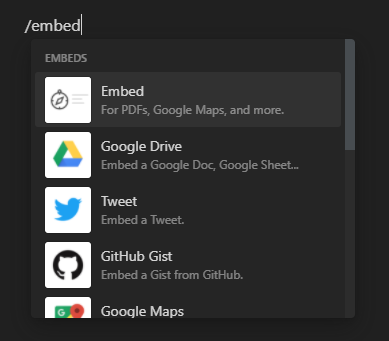 /embed
EMBEDS
Embed
For PDFs, Google Maps, and more.
Google Drive
Embed a Google Doc, Google Sheet...
Tweet
Embed a Tweet.
GitHub Gist
Embed a Gist from GitHub.
Google Maps